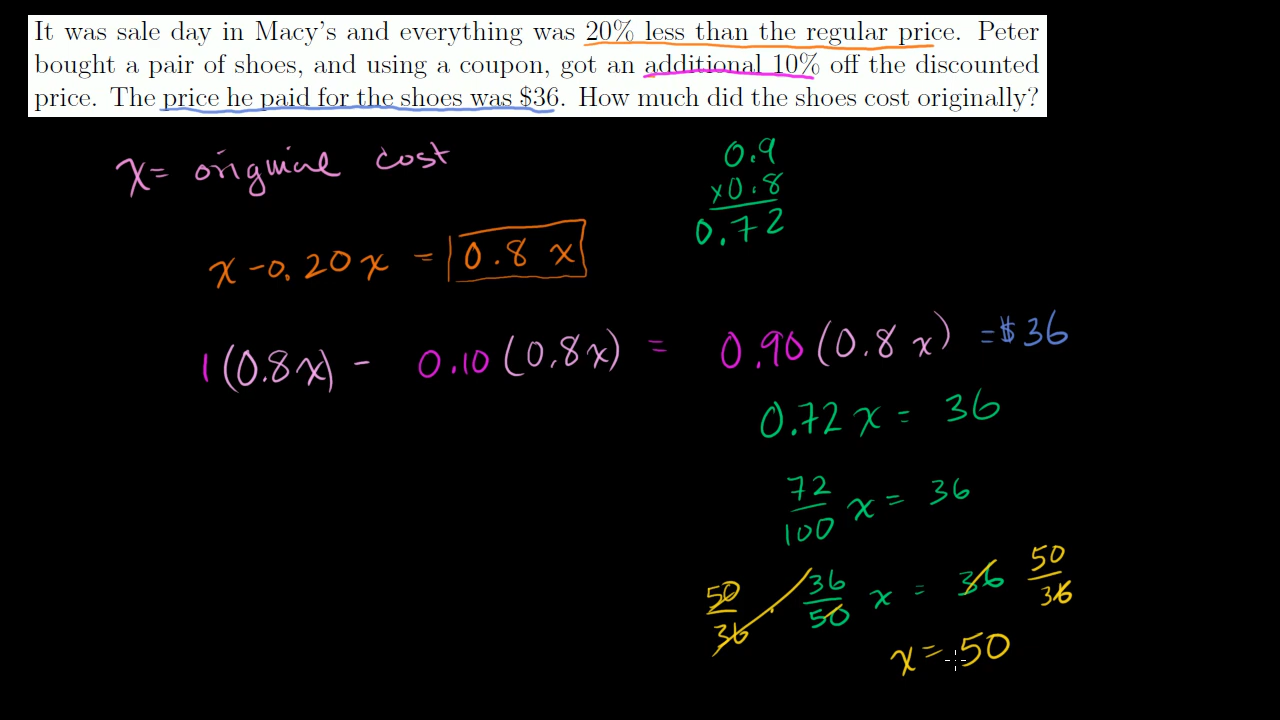 It was sale day in Macy's and everything was 20% less than the regular price. Peter
bought a pair of shoes, and using a coupon, got an additional 10% off the discounted
price. The price he paid for the shoes was $36. How much did the shoes cost originally?
x= original cost
0.9
x0.8
0.72
x -0.20x = 0.8 x
1(0.8x) - 0.10 (0.8x) = 0.90 (0.8x) =$36
0.72x = 36
72/100 x = 36
50/36 · 36/50 x = 36 50/36
x = 50